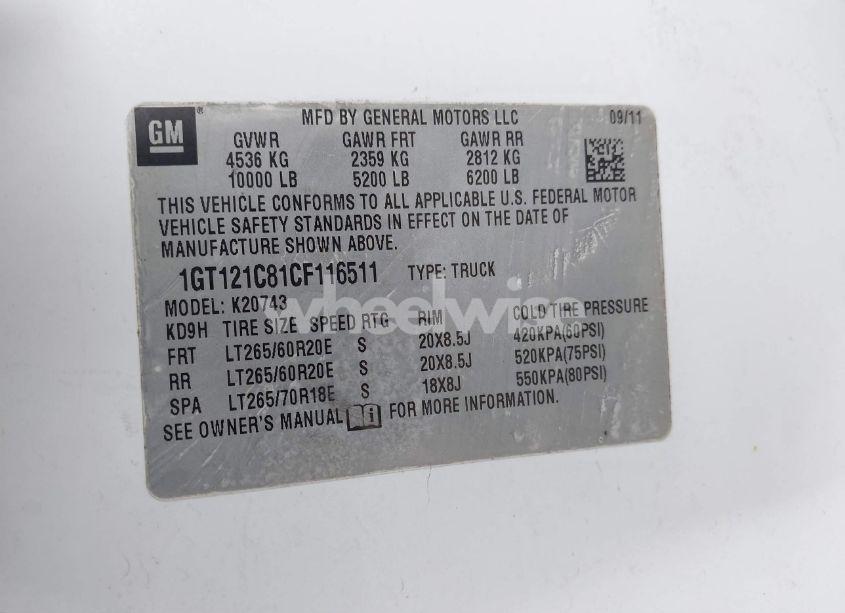 GM
MFD BY GENERAL MOTORS LLC 09/11
GVWR GAWR FRT GAWR RR
4536 KG 2359 KG 2812 KG
10000 LB 5200 LB 6200 LB
THIS VEHICLE CONFORMS TO ALL APPLICABLE U.S. FEDERAL MOTOR
VEHICLE SAFETY STANDARDS IN EFFECT ON THE DATE OF
MANUFACTURE SHOWN ABOVE.
1GT121C81CF116511 TYPE: TRUCK
MODEL: K20743
wheelwise
KD9H TIRE SIZE SPEED RTG RIM COLD TIRE PRESSURE
FRT LT265/60R20E S 20X8.5J 420KPA(60PSI)
RR LT265/60R20E S 20X8.5J 520KPA(75PSI)
SPA LT265/70R18E S 18X8J 550KPA(80PSI)
SEE OWNER'S MANUAL FOR MORE INFORMATION.